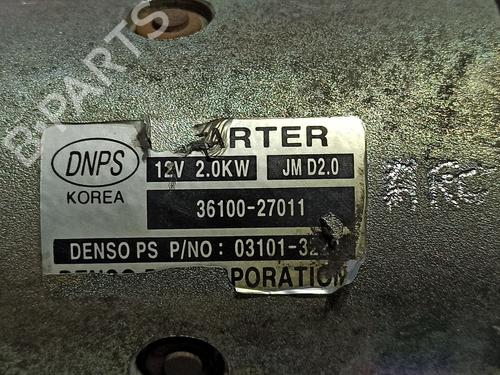 B-PARTS
ARTER
DNPS
KOREA
12V 2.0KW
JM D2.0
36100-27011
DENSO PS P/NO : 03101-32
PORATION